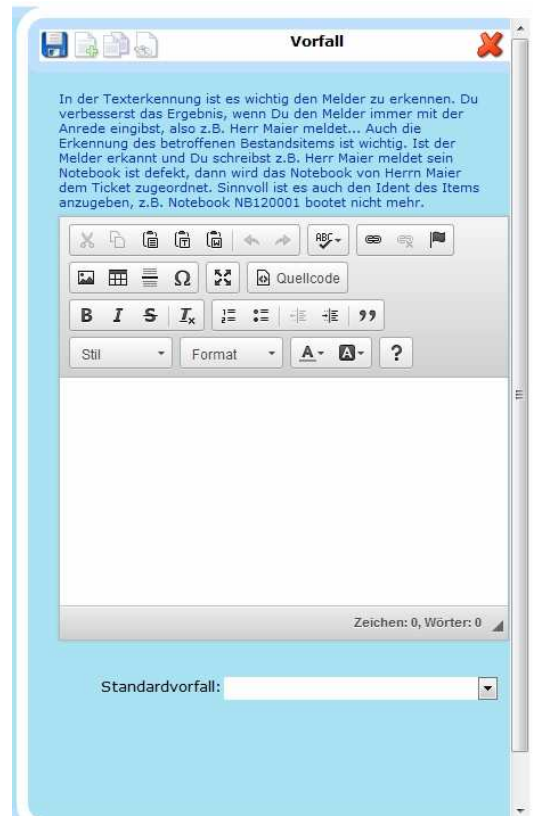 Vorfall
In der Texterkennung ist es wichtig den Melder zu erkennen. Du
verbesserst das Ergebnis, wenn Du den Melder immer mit der
Anrede eingibst, also z.B. Herr Maier meldet... Auch die
Erkennung des betroffenen Bestandsitems ist wichtig. Ist der
Melder erkannt und Du schreibst z.B. Herr Maier meldet sein
Notebook ist defekt, dann wird das Notebook von Herrn Maier
dem Ticket zugeordnet. Sinnvoll ist es auch den Ident des Items
anzugeben, z.B. Notebook NB120001 bootet nicht mehr.
ABC
Ω Quellcode
B I S Ix
Stil Format A A ?
Zeichen: 0, Wörter: 0
Standardvorfall: